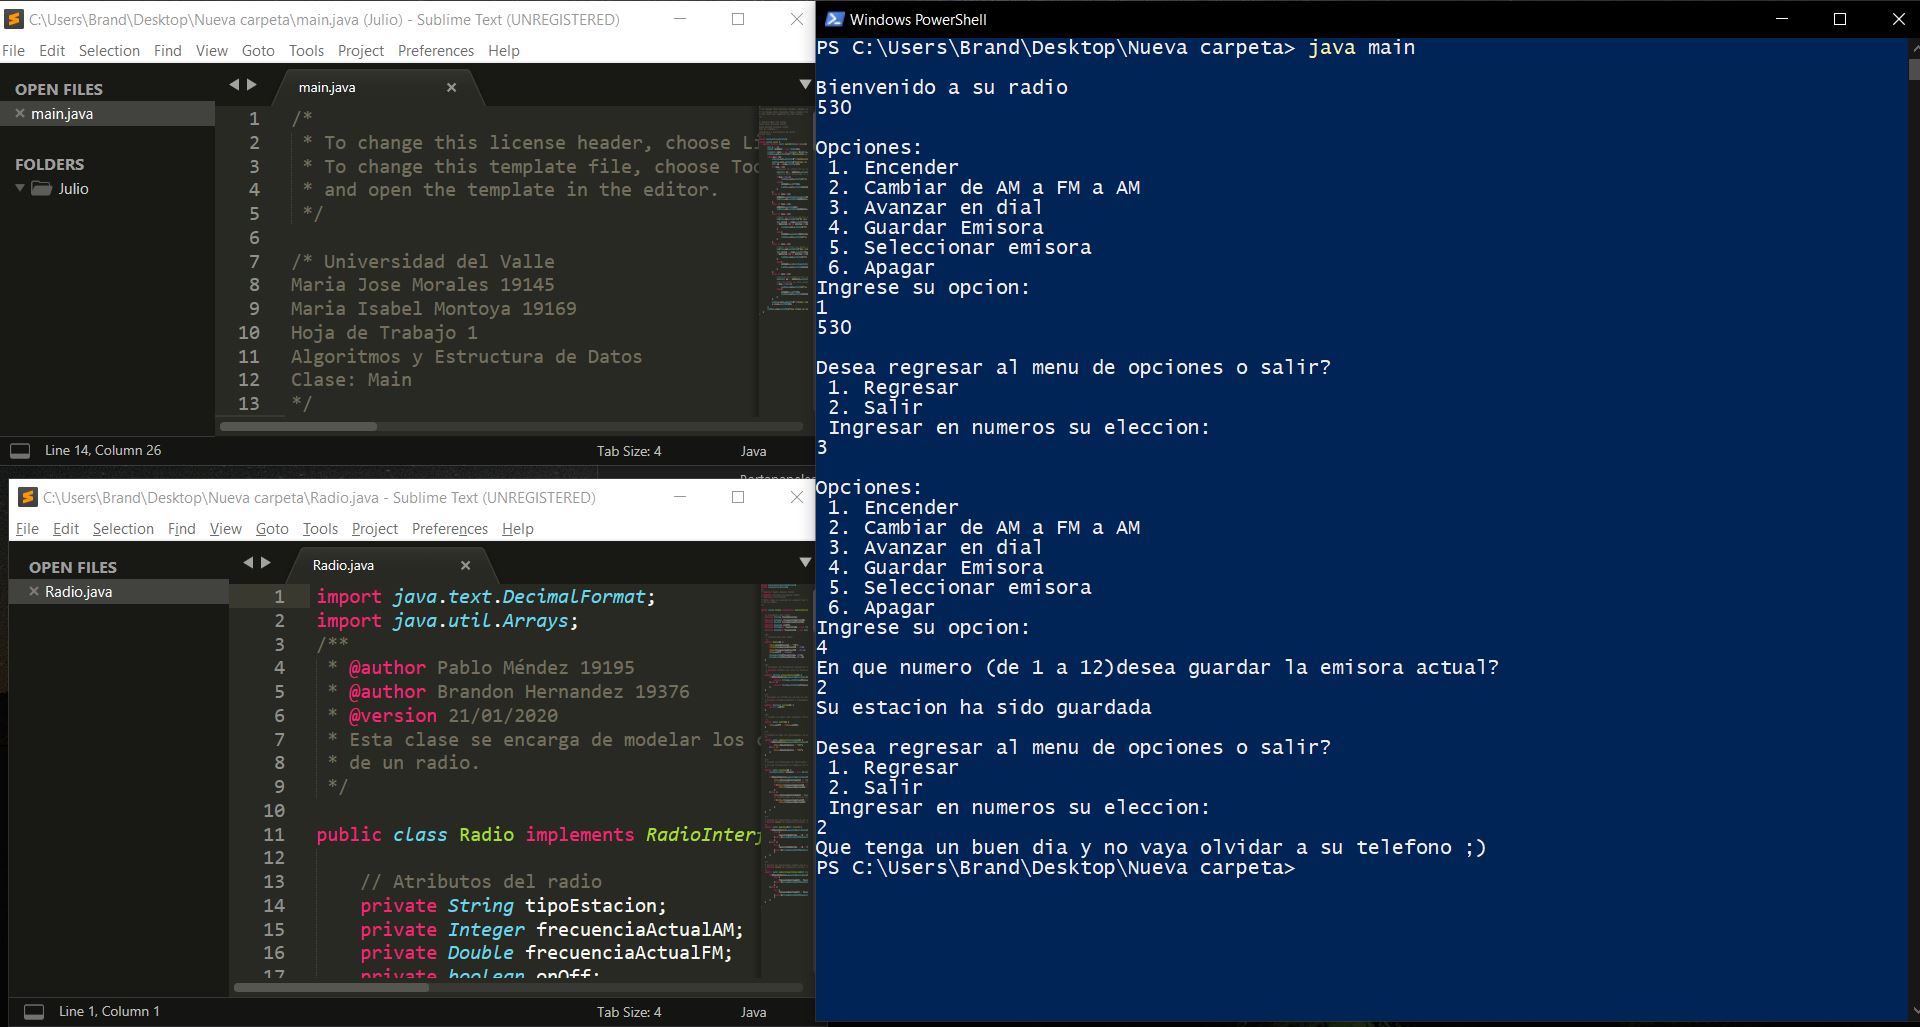 C:\Users\Brand\Desktop\Nueva carpeta\main.java (Julio) - Sublime Text (UNREGISTERED)
File Edit Selection Find View Goto Tools Project Preferences Help
OPEN FILES
main.java
FOLDERS
Julio
main.java
1 /*
2 * To change this license header, choose
3 * To change this template file, choose
4 * and open the template in the editor.
5 */
6
7 /* Universidad del Valle
8 Maria Jose Morales 19145
9 Maria Isabel Montoya 19169
10 Hoja de Trabajo 1
11 Algoritmos y Estructura de Datos
12 Clase: Main
13 */
Line 14, Column 26 Tab Size: 4 Java
C:\Users\Brand\Desktop\Nueva carpeta\Radio.java - Sublime Text (UNREGISTERED)
File Edit Selection Find View Goto Tools Project Preferences Help
OPEN FILES
Radio.java
Radio.java
1 import java.text.DecimalFormat;
2 import java.util.Arrays;
3 /**
4 * @author Pablo Méndez 19195
5 * @author Brandon Hernandez 19376
6 * @version 21/01/2020
7 * Esta clase se encarga de modelar los
8 * de un radio.
9 */
10
11 public class Radio implements
12
13 // Atributos del radio
14 private String tipoEstacion;
15 private Integer frecuenciaActualAM;
16 private Double frecuenciaActualFM;
17 private boolean onOff;
Line 1, Column 1 Tab Size: 4 Java
Windows PowerShell
PS C:\Users\Brand\Desktop\Nueva carpeta> java main
Bienvenido a su radio
530
Opciones:
1. Encender
2. Cambiar de AM a FM a AM
3. Avanzar en dial
4. Guardar Emisora
5. Seleccionar emisora
6. Apagar
Ingrese su opcion:
1
530
Desea regresar al menu de opciones o salir?
1. Regresar
2. Salir
Ingresar en numeros su eleccion:
3
Opciones:
1. Encender
2. Cambiar de AM a FM a AM
3. Avanzar en dial
4. Guardar Emisora
5. Seleccionar emisora
6. Apagar
Ingrese su opcion:
4
En que numero (de 1 a 12)desea guardar la emisora actual?
2
Su estacion ha sido guardada
Desea regresar al menu de opciones o salir?
1. Regresar
2. Salir
Ingresar en numeros su eleccion:
2
Que tenga un buen dia y no vaya olvidar a su telefono ;)
PS C:\Users\Brand\Desktop\Nueva carpeta>